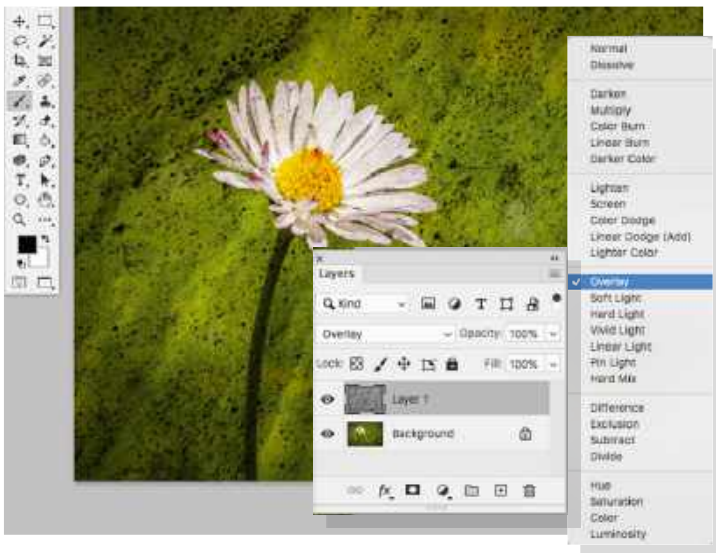 Layers
Kind
Overlay
Opacity: 100%
Lock:
Fill: 100%
Layer 1
Background
fx
Normal
Dissolve
Darken
Multiply
Color Burn
Linear Burn
Darker Color
Lighten
Screen
Color Dodge
Linear Dodge (Add)
Lighter Color
Overlay
Soft Light
Hard Light
Vivid Light
Linear Light
Pin Light
Hard Mix
Difference
Exclusion
Subtract
Divide
Hue
Saturation
Color
Luminosity